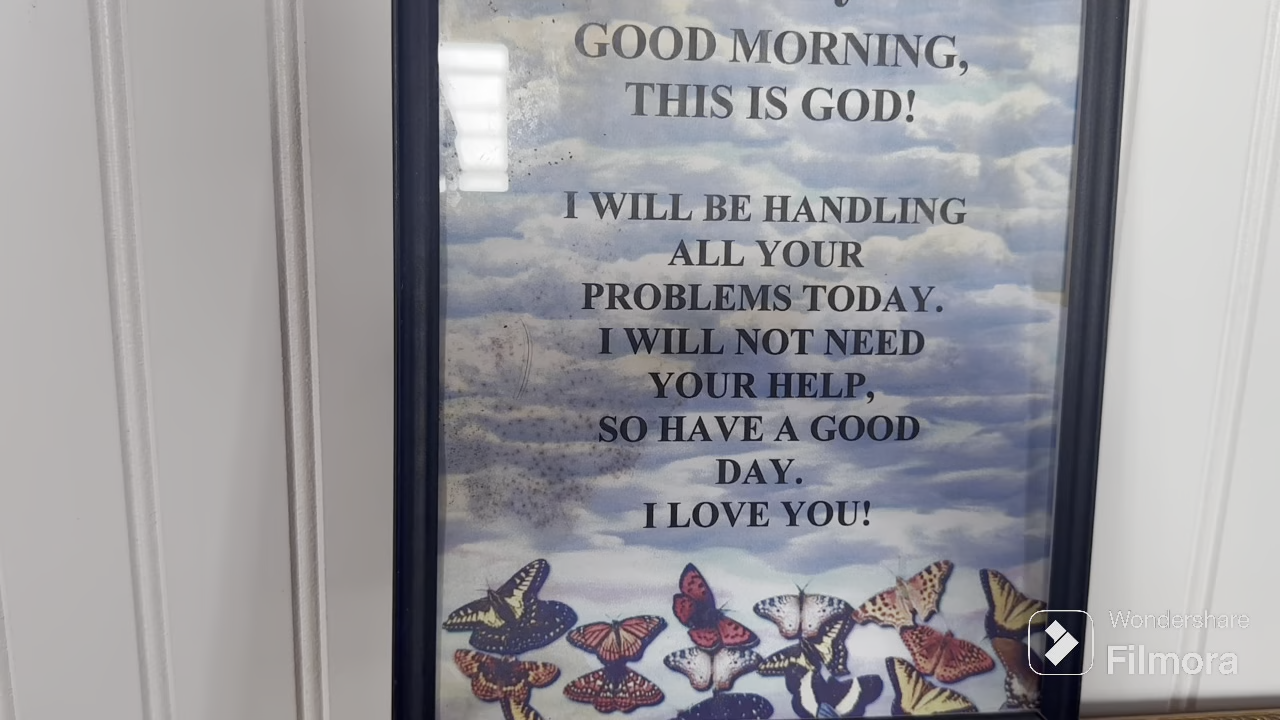 GOOD MORNING,
THIS IS GOD!
I WILL BE HANDLING
ALL YOUR
PROBLEMS TODAY.
I WILL NOT NEED
YOUR HELP,
SO HAVE A GOOD
DAY.
I LOVE YOU!
Wondershare
Filmora